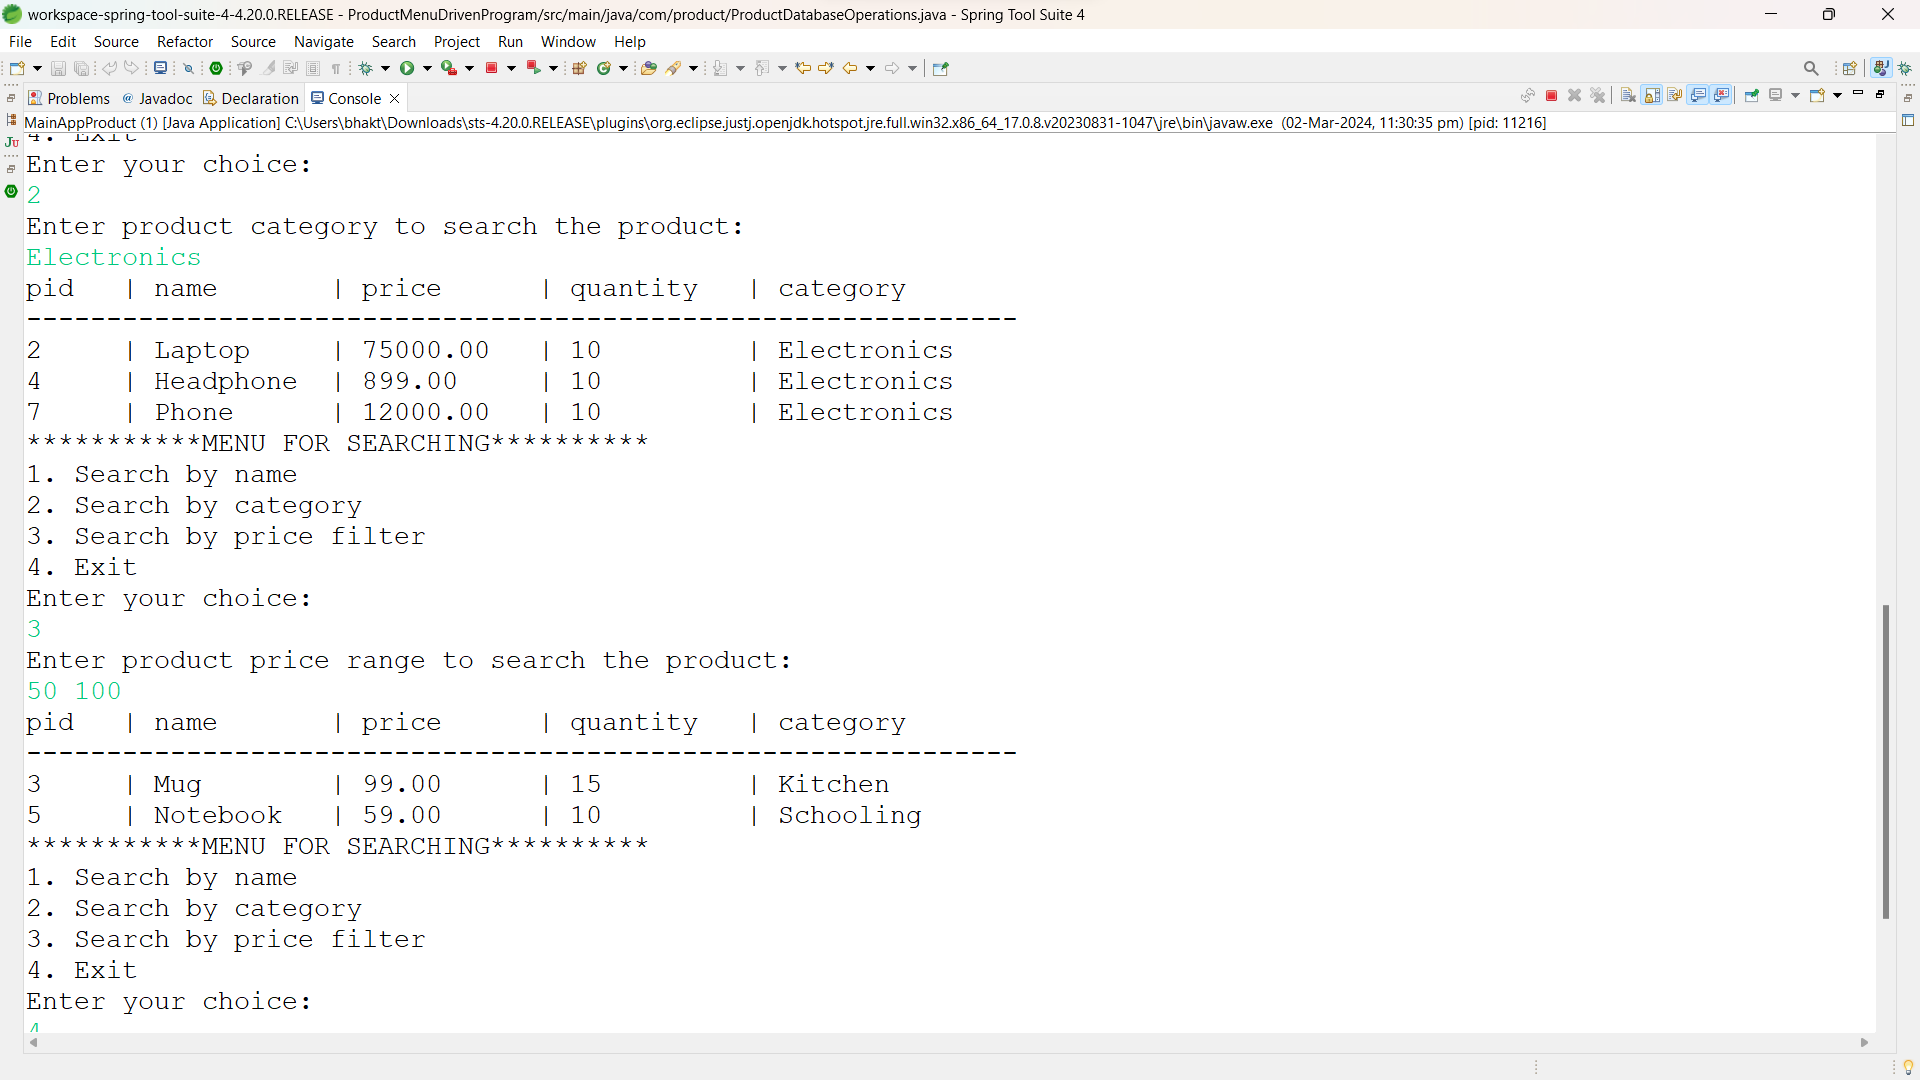 workspace-spring-tool-suite-4-4.20.0.RELEASE - ProductMenuDrivenProgram/src/main/java/com/product/ProductDatabaseOperations.java - Spring Tool Suite 4
File Edit Source Refactor Source Navigate Search Project Run Window Help
Problems @ Javadoc Declaration Console
MainAppProduct (1) [Java Application] C:\Users\bhakt\Downloads\sts-4.20.0.RELEASE\plugins\org.eclipse.justj.openjdk.hotspot.jre.full.win32.x86_64_17.0.8.v20230831-1047\jre\bin\javaw.exe (02-Mar-2024, 11:30:35 pm) [pid: 11216]
4. Exit
Enter your choice:
2
Enter product category to search the product:
Electronics
pid | name | price | quantity | category
--------------------------------------------------------------
2 | Laptop | 75000.00 | 10 | Electronics
4 | Headphone | 899.00 | 10 | Electronics
7 | Phone | 12000.00 | 10 | Electronics
***********MENU FOR SEARCHING**********
1. Search by name
2. Search by category
3. Search by price filter
4. Exit
Enter your choice:
3
Enter product price range to search the product:
50 100
pid | name | price | quantity | category
--------------------------------------------------------------
3 | Mug | 99.00 | 15 | Kitchen
5 | Notebook | 59.00 | 10 | Schooling
***********MENU FOR SEARCHING**********
1. Search by name
2. Search by category
3. Search by price filter
4. Exit
Enter your choice:
4